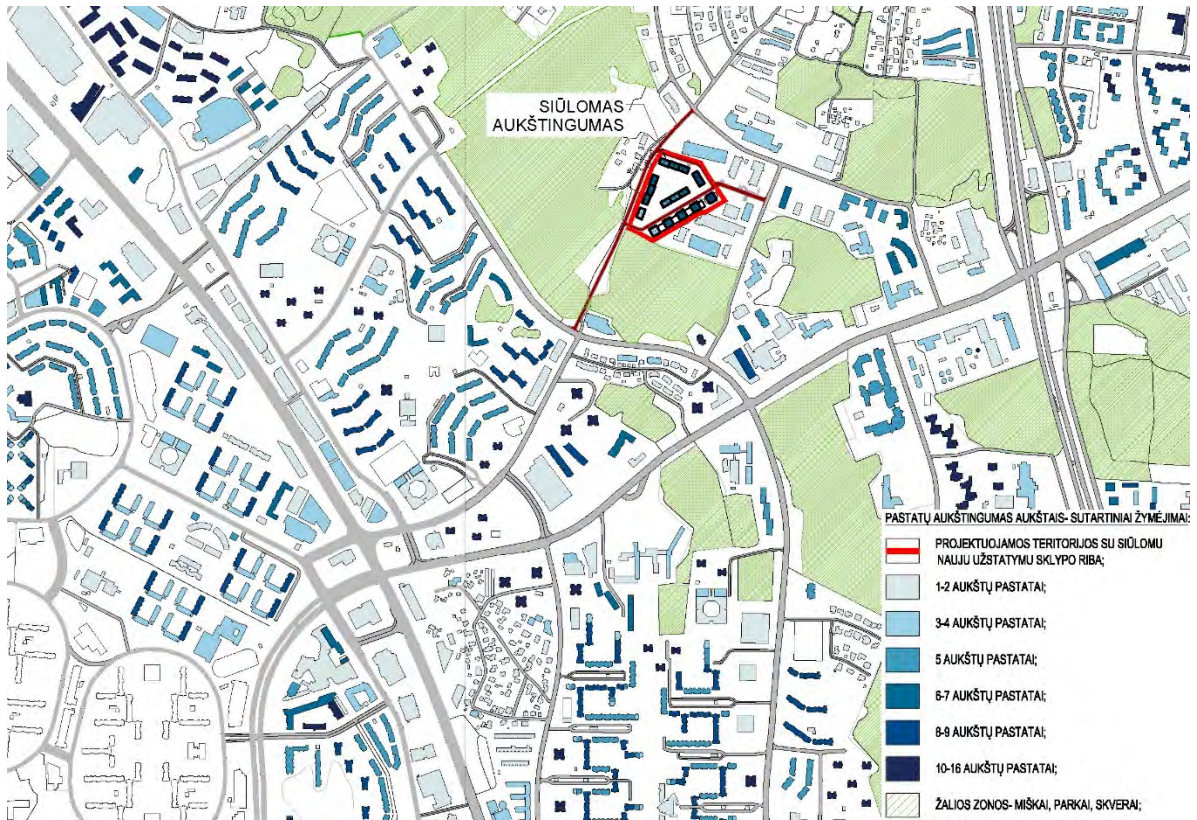 SIŪLOMAS
AUKŠTINGUMAS
PASTATŲ AUKŠTINGUMAS AUKŠTAIS- SUTARTINIAI ŽYMĖJIMAI:
PROJEKTUOJAMOS TERITORIJOS SU SIŪLOMU
NAUJU UŽSTATYMU SKLYPO RIBA;
1-2 AUKŠTŲ PASTATAI;
3-4 AUKŠTŲ PASTATAI;
5 AUKŠTŲ PASTATAI;
6-7 AUKŠTŲ PASTATAI;
8-9 AUKŠTŲ PASTATAI;
10-16 AUKŠTŲ PASTATAI;
ŽALIOS ZONOS- MIŠKAI, PARKAI, SKVERAI;